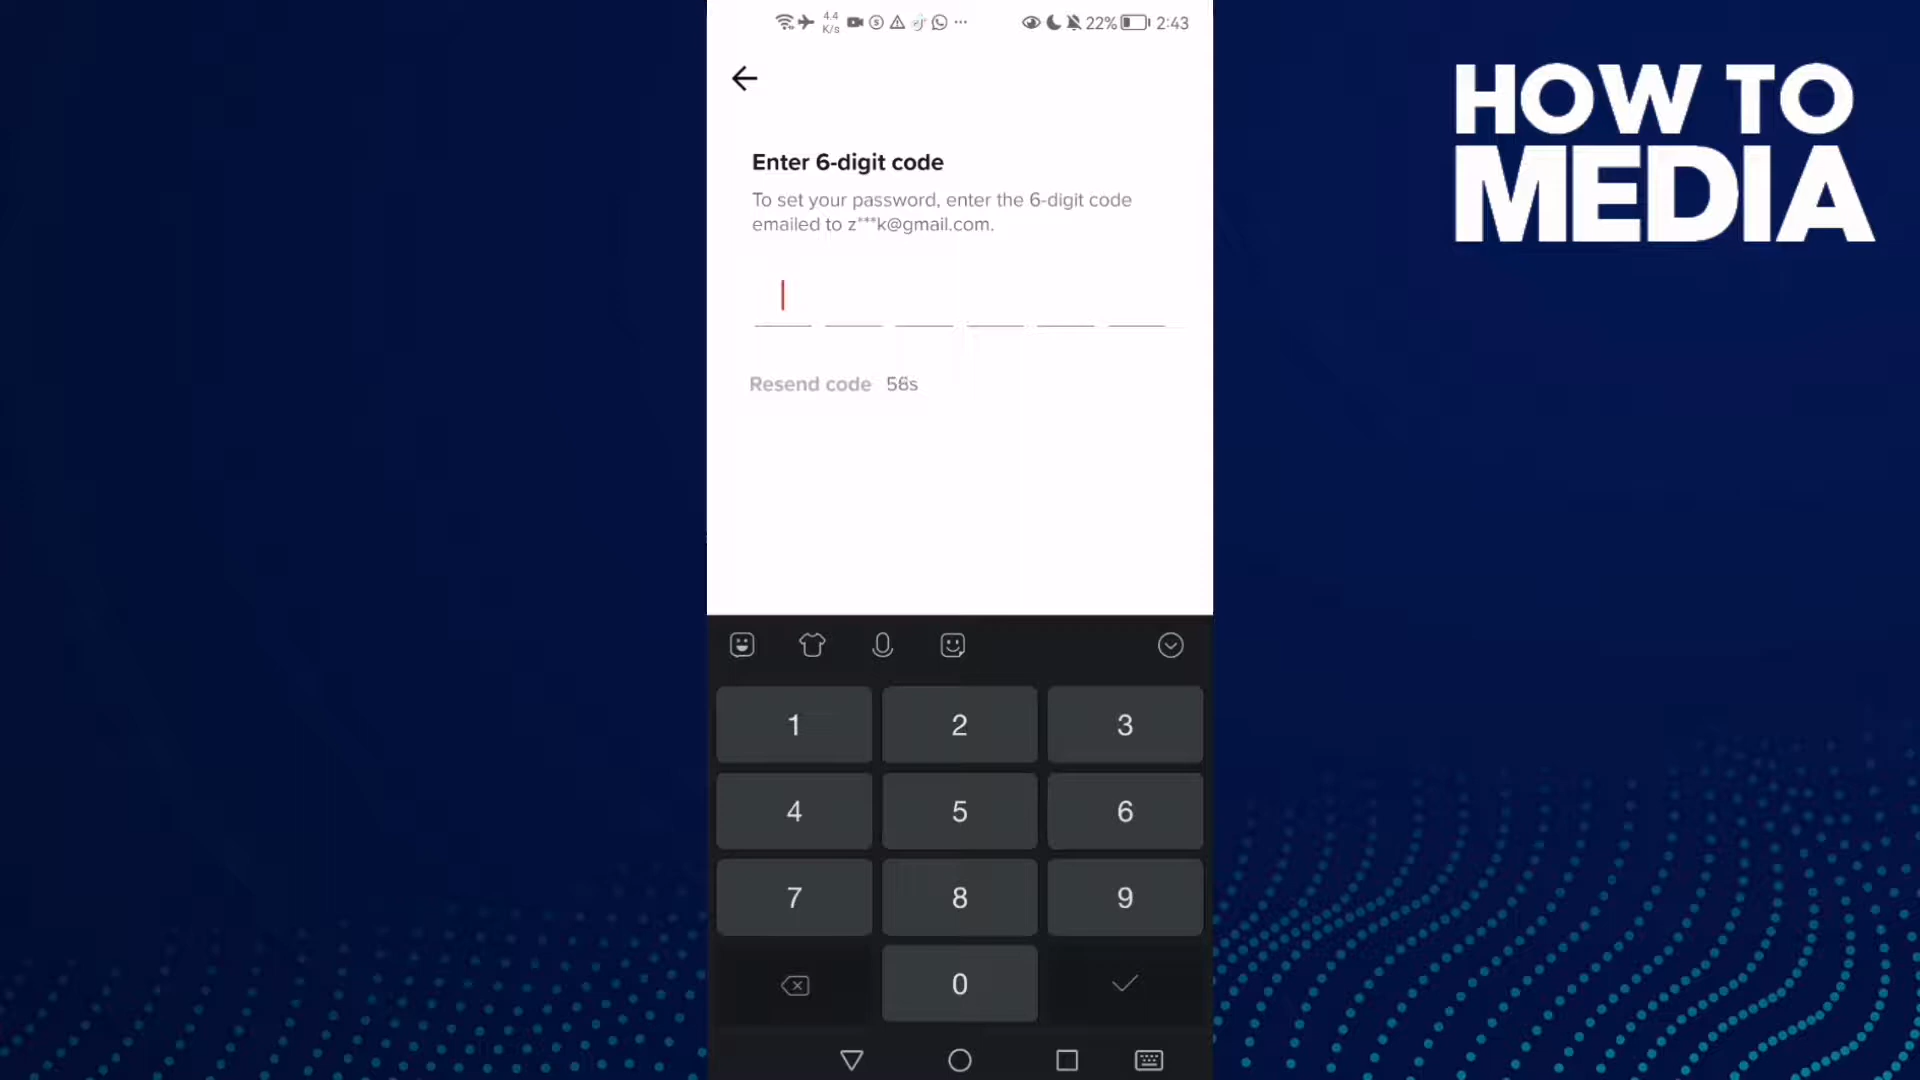 4.4
K/s
22%
2:43
HOW TO
MEDIA
Enter 6-digit code
To set your password, enter the 6-digit code
emailed to z***k@gmail.com.
Resend code
1
2
3
4
5
6
7
8
9
0